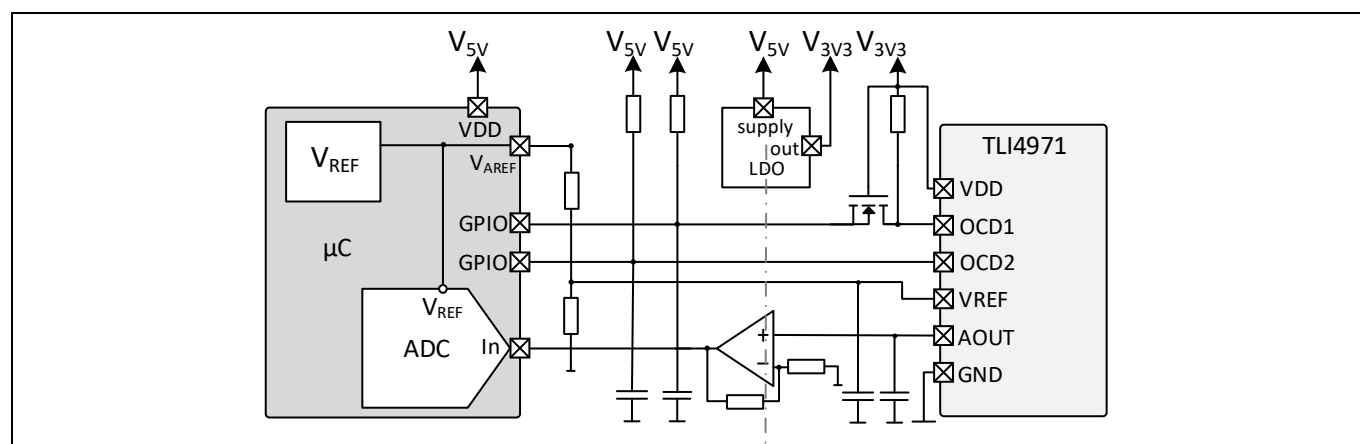 V5V
V5V
V5V
V5V
V3V3
V3V3
VDD
VREF
VAREF
supply
out
LDO
TLI4971
VDD
GPIO
OCD1
µC
GPIO
OCD2
VREF
VREF
ADC
In
+
AOUT
−
GND